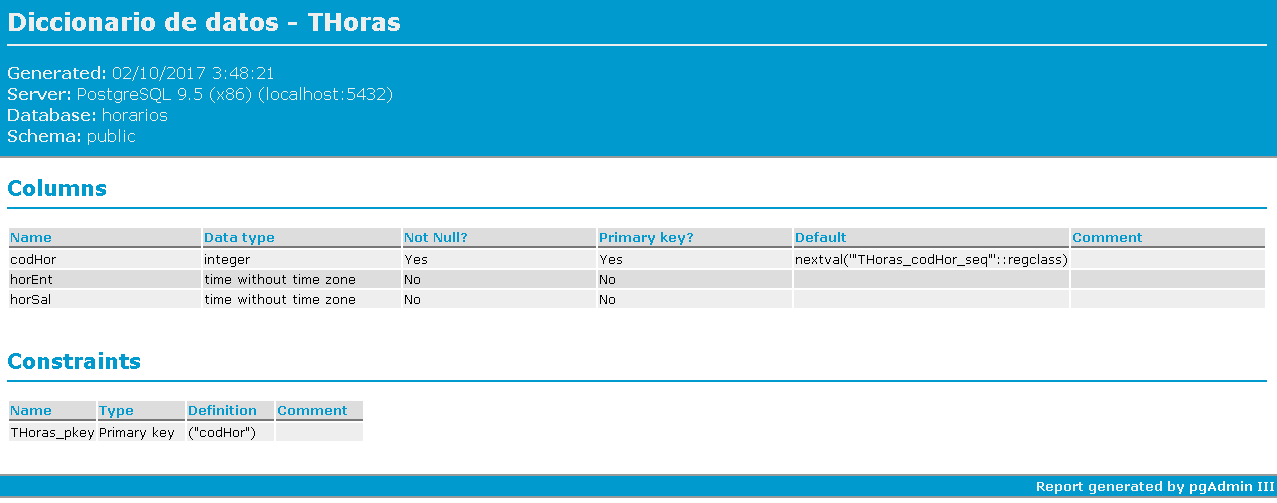 Diccionario de datos - THoras
Generated: 02/10/2017 3:48:21
Server: PostgreSQL 9.5 (x86) (localhost:5432)
Database: horarios
Schema: public
Columns
Name Data type Not Null? Primary key? Default Comment
codHor integer Yes Yes nextval('"THoras_codHor_seq"'::regclass)
horEnt time without time zone No No
horSal time without time zone No No
Constraints
Name Type Definition Comment
THoras_pkey Primary key ("codHor")
Report generated by pgAdmin III